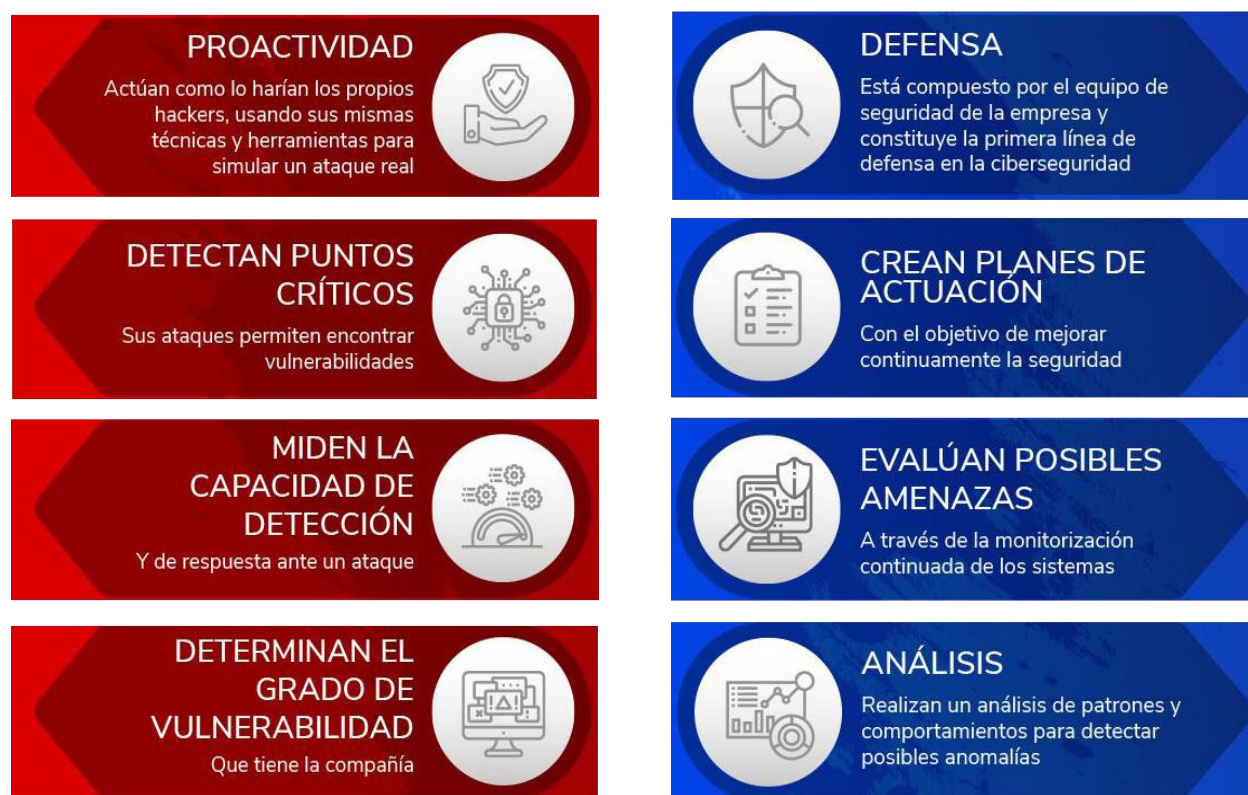 PROACTIVIDAD
Actúan como lo harían los propios
hackers, usando sus mismas
técnicas y herramientas para
simular un ataque real
DETECTAN PUNTOS
CRÍTICOS
Sus ataques permiten encontrar
vulnerabilidades
MIDEN LA
CAPACIDAD DE
DETECCIÓN
Y de respuesta ante un ataque
DETERMINAN EL
GRADO DE
VULNERABILIDAD
Que tiene la compañía
DEFENSA
Está compuesto por el equipo de
seguridad de la empresa y
constituye la primera línea de
defensa en la ciberseguridad
CREAN PLANES DE
ACTUACIÓN
Con el objetivo de mejorar
continuamente la seguridad
EVALÚAN POSIBLES
AMENAZAS
A través de la monitorización
continuada de los sistemas
ANÁLISIS
Realizan un análisis de patrones y
comportamientos para detectar
posibles anomalías